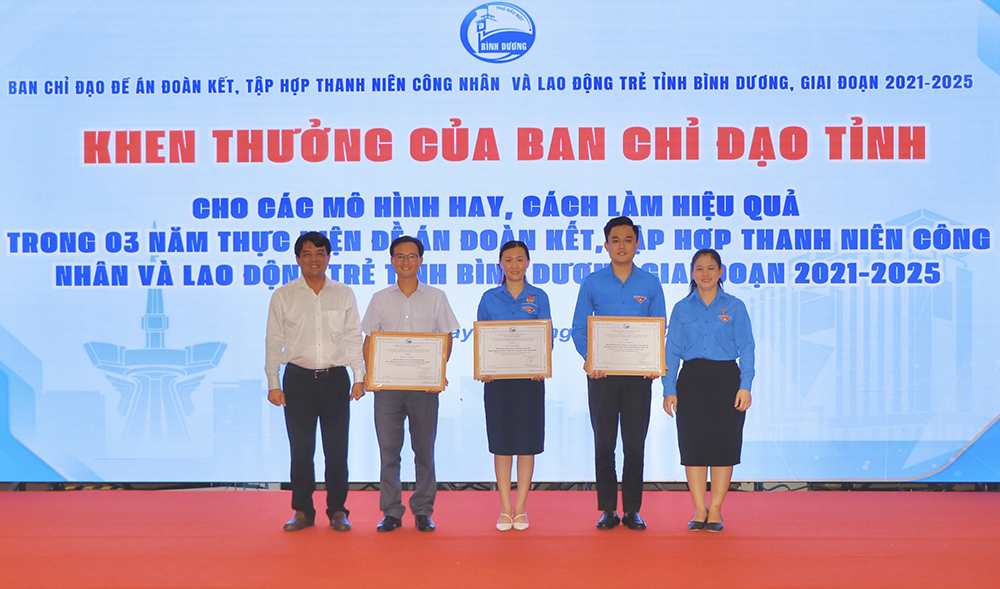 THỦ DẦU MỘT
BÌNH DƯƠNG
BAN CHỈ ĐẠO ĐỀ ÁN ĐOÀN KẾT, TẬP HỢP THANH NIÊN CÔNG NHÂN VÀ LAO ĐỘNG TRẺ TỈNH BÌNH DƯƠNG, GIAI ĐOẠN 2021-2025
KHEN THƯỞNG CỦA BAN CHỈ ĐẠO TỈNH
CHO CÁC MÔ HÌNH HAY, CÁCH LÀM HIỆU QUẢ
TRONG 03 NĂM THỰC HIỆN ĐỀ ÁN ĐOÀN KẾT, TẬP HỢP THANH NIÊN CÔNG
NHÂN VÀ LAO ĐỘNG TRẺ TỈNH BÌNH DƯƠNG, GIAI ĐOẠN 2021-2025